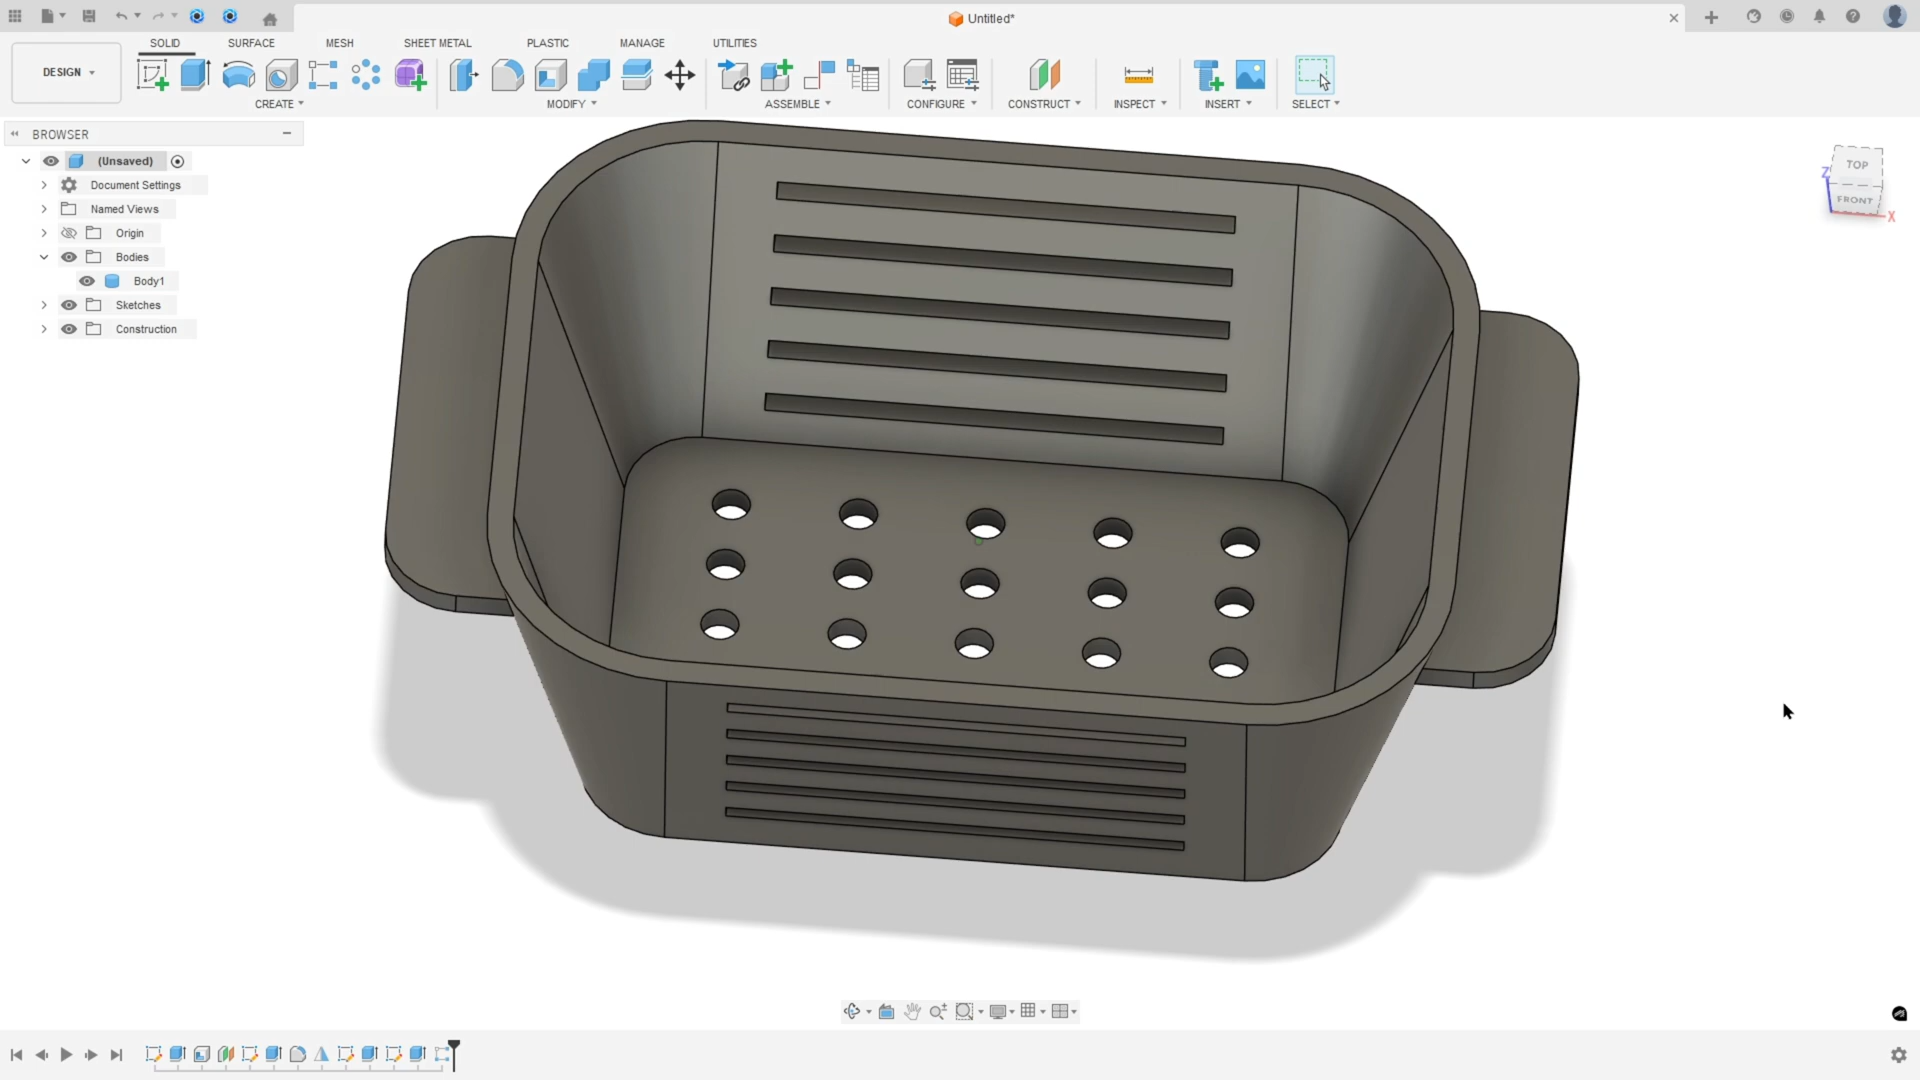 Untitled*
DESIGN
SOLID SURFACE MESH SHEET METAL PLASTIC MANAGE UTILITIES
CREATE MODIFY ASSEMBLE CONFIGURE CONSTRUCT INSPECT INSERT SELECT
BROWSER
(Unsaved)
Document Settings
Named Views
Origin
Bodies
Body1
Sketches
Construction
TOP
Z
FRONT
X